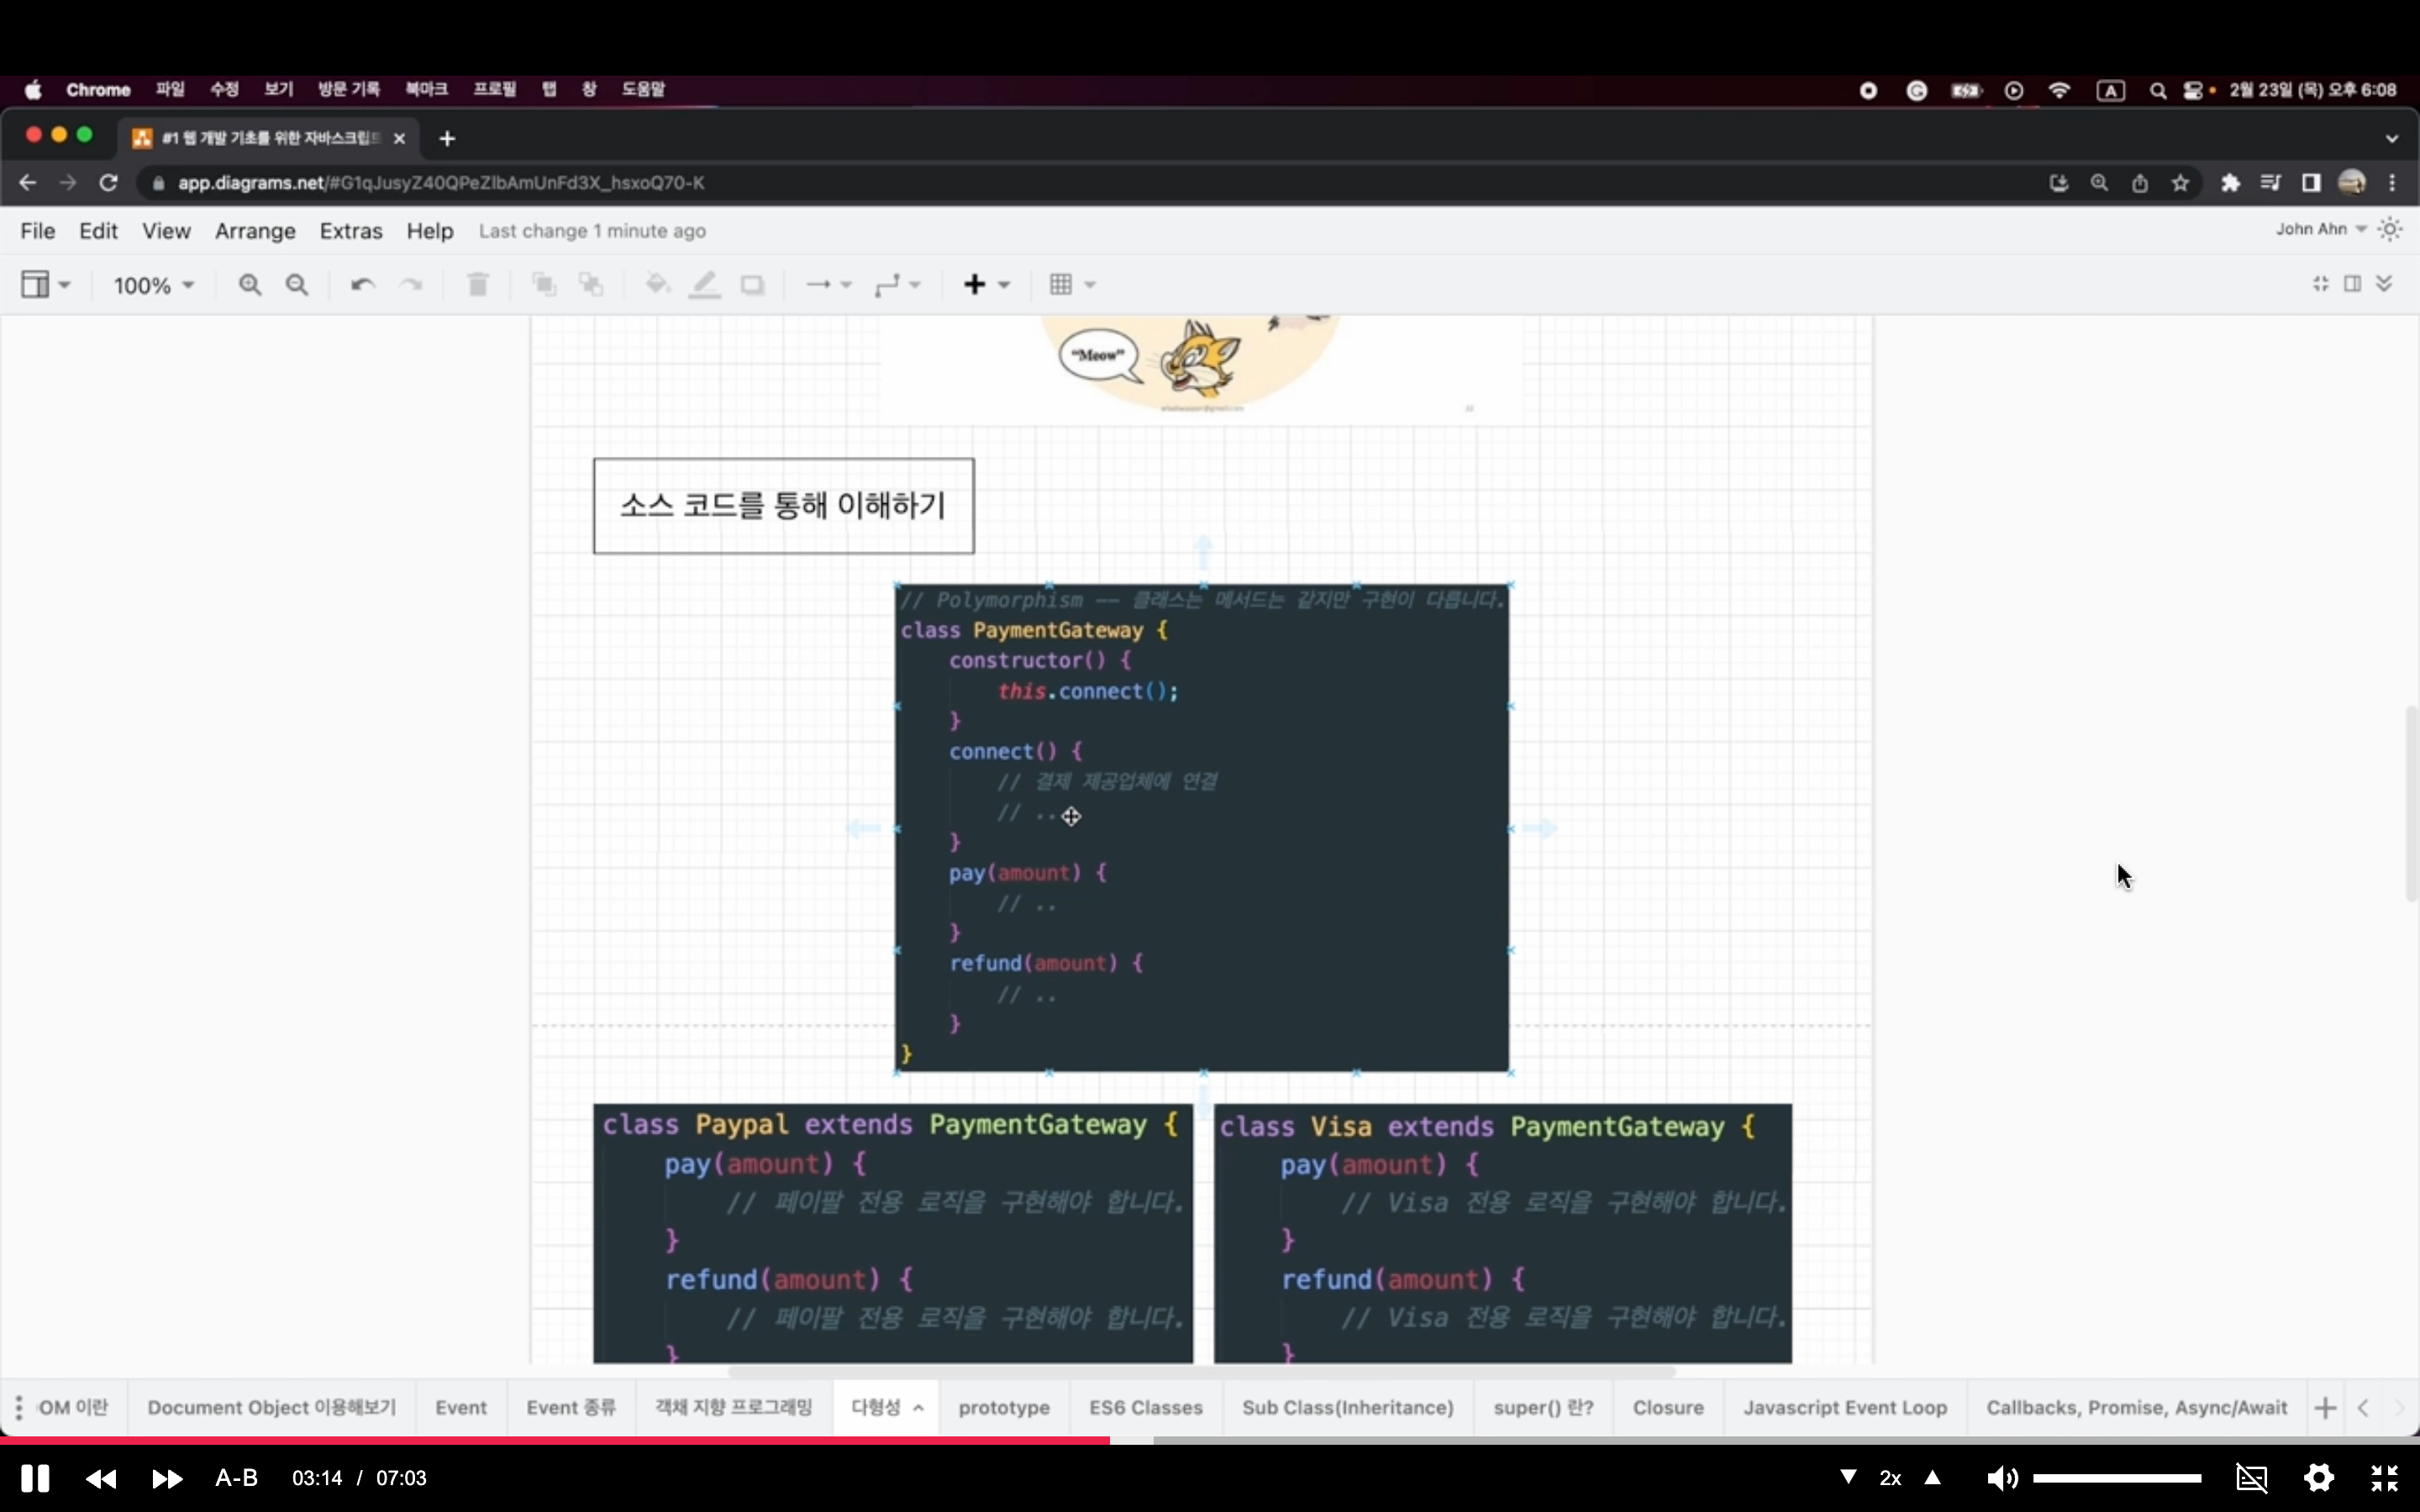 Chrome 파일 수정 보기 방문 기록 북마크 프로필 탭 창 도움말 A 2월 23일 (목) 오후 6:08
#1 웹 개발 기초를 위한 자바스크립트
app.diagrams.net/#G1qJusyZ40QPeZlbAmUnFd3X_hsxoQ70-K
File Edit View Arrange Extras Help Last change 1 minute ago John Ahn
100%
"Meow"
소스 코드를 통해 이해하기
// Polymorphism -- 클래스는 메서드는 같지만 구현이 다릅니다.
class PaymentGateway {
constructor() {
this.connect();
}
connect() {
// 결제 제공업체에 연결
// ..
}
pay(amount) {
// ..
}
refund(amount) {
// ..
}
}
class Paypal extends PaymentGateway {
pay(amount) {
// 페이팔 전용 로직을 구현해야 합니다.
}
refund(amount) {
// 페이팔 전용 로직을 구현해야 합니다.
}
class Visa extends PaymentGateway {
pay(amount) {
// Visa 전용 로직을 구현해야 합니다.
}
refund(amount) {
// Visa 전용 로직을 구현해야 합니다.
}
OM 이란 Document Object 이용해보기 Event Event 종류 객체 지향 프로그래밍 다형성 prototype ES6 Classes Sub Class(Inheritance) super() 란? Closure Javascript Event Loop Callbacks, Promise, Async/Await
A-B 03:14 / 07:03 2x